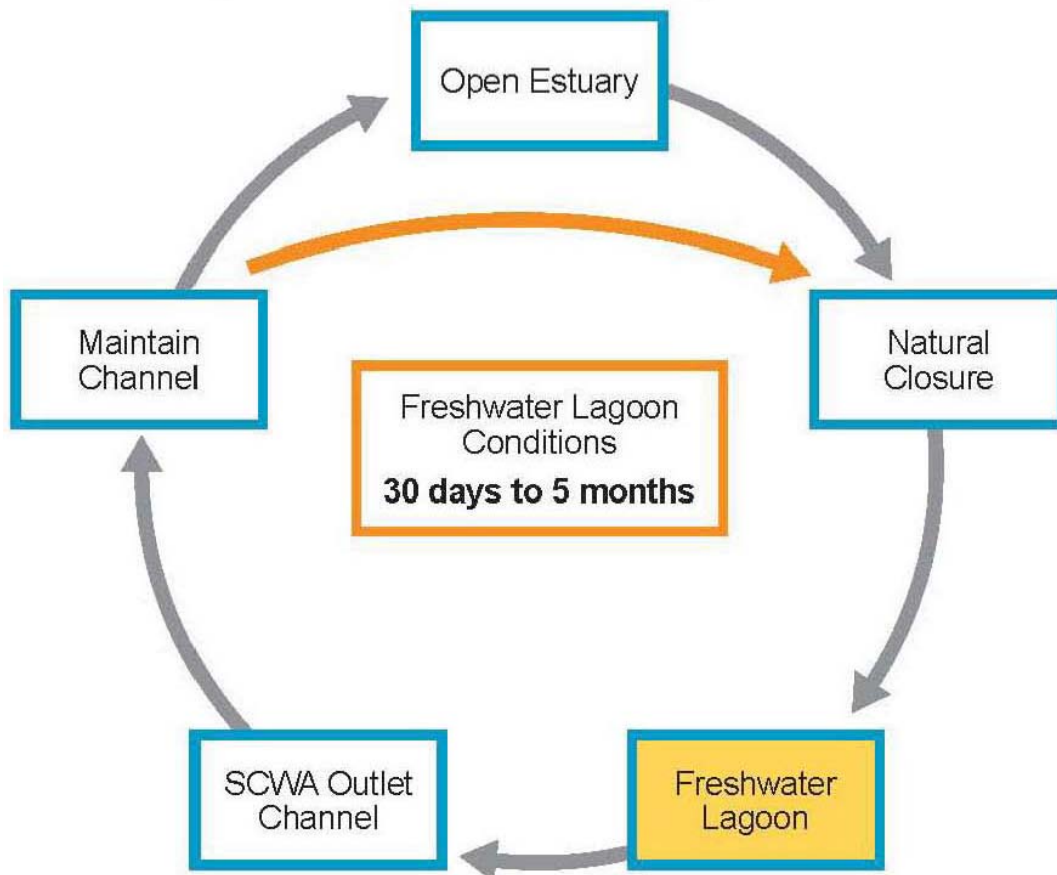 Open Estuary
Maintain
Channel
Natural
Closure
Freshwater Lagoon
Conditions
30 days to 5 months
SCWA Outlet
Channel
Freshwater
Lagoon